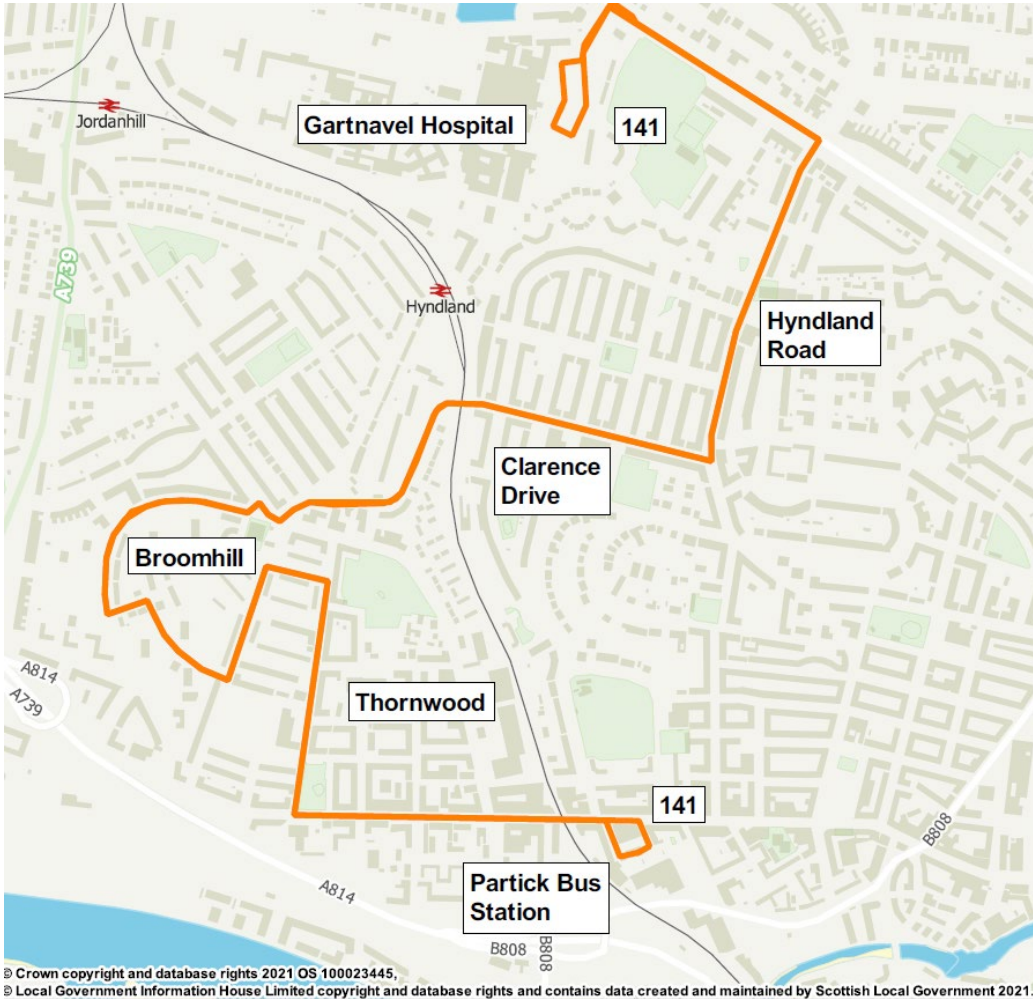 Jordanhill
Gartnavel Hospital
141
A739
Hyndland
Hyndland
Road
Clarence
Drive
Broomhill
A814
A739
Thornwood
141
B808
Partick Bus
Station
A814
B808
B808
© Crown copyright and database rights 2021 OS 100023445,
© Local Government Information House Limited copyright and database rights and contains data created and maintained by Scottish Local Government 2021